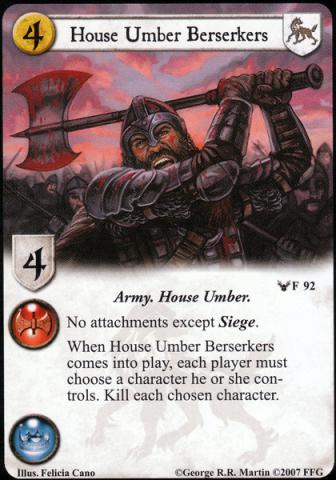 4
House Umber Berserkers
4
F 92
Army. House Umber.
No attachments except Siege.
When House Umber Berserkers
comes into play, each player must
choose a character he or she con-
trols. Kill each chosen character.
Illus. Felicia Cano
©George R.R. Martin ©2007 FFG